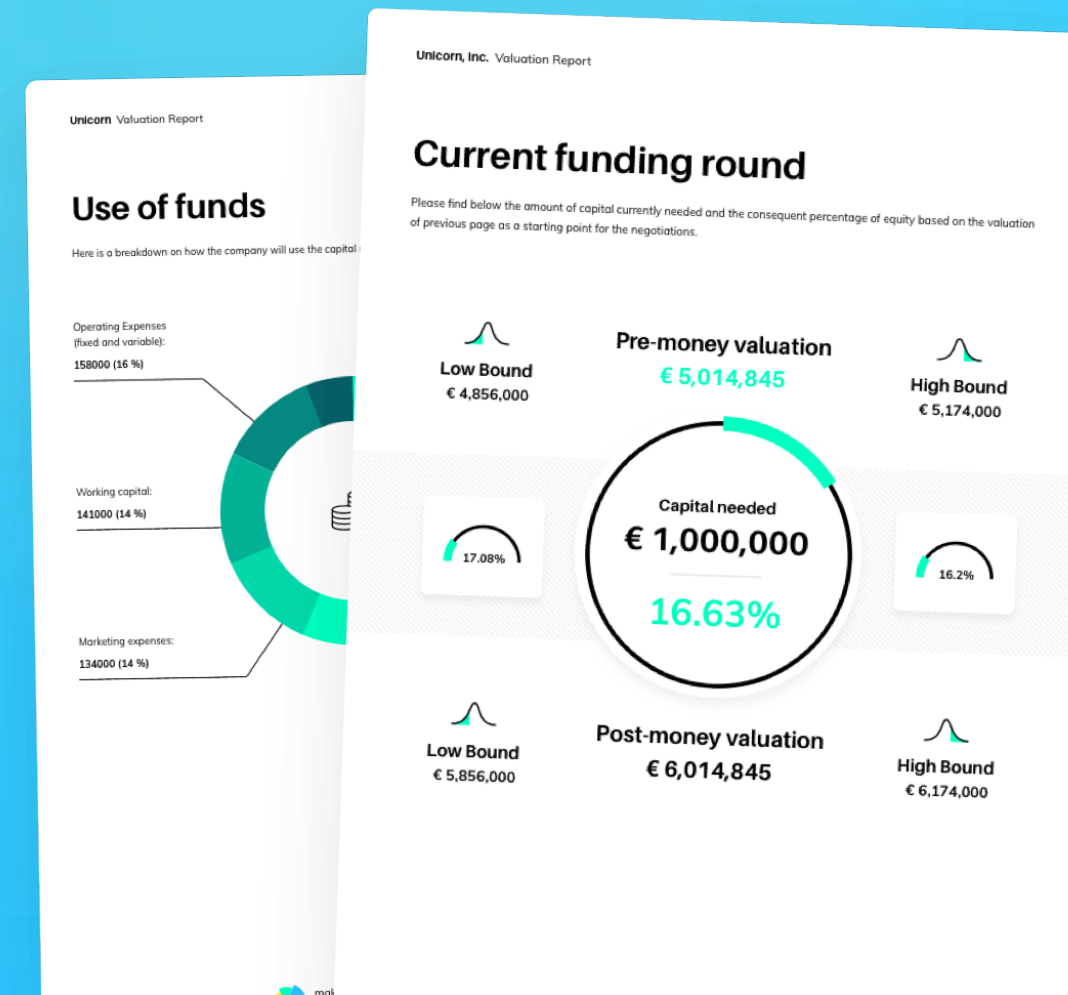 Unicorn Valuation Report
Use of funds
Here is a breakdown on how the company will use the capital
Operating Expenses
(fixed and variable):
158000 (16 %)
Working capital:
141000 (14 %)
Marketing expenses:
134000 (14 %)
Unicorn, Inc. Valuation Report
Current funding round
Please find below the amount of capital currently needed and the consequent percentage of equity based on the valuation
of previous page as a starting point for the negotiations.
Low Bound
€ 4,856,000
Pre-money valuation
€ 5,014,845
High Bound
€ 5,174,000
17.08%
Capital needed
€ 1,000,000
16.63%
16.2%
Low Bound
€ 5,856,000
Post-money valuation
€ 6,014,845
High Bound
€ 6,174,000